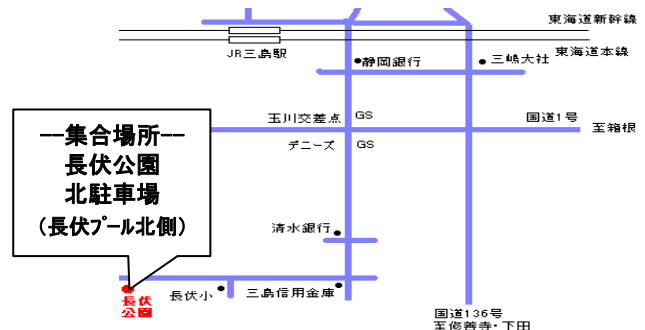 東海道新幹線
JR三島駅
東海道本線
静岡銀行
三嶋大社
玉川交差点
GS
国道1号
至箱根
デニーズ
GS
--集合場所--
長伏公園
北駐車場
(長伏プール北側)
清水銀行
長伏
公園
長伏小
三島信用金庫
国道136号
至修善寺・下田